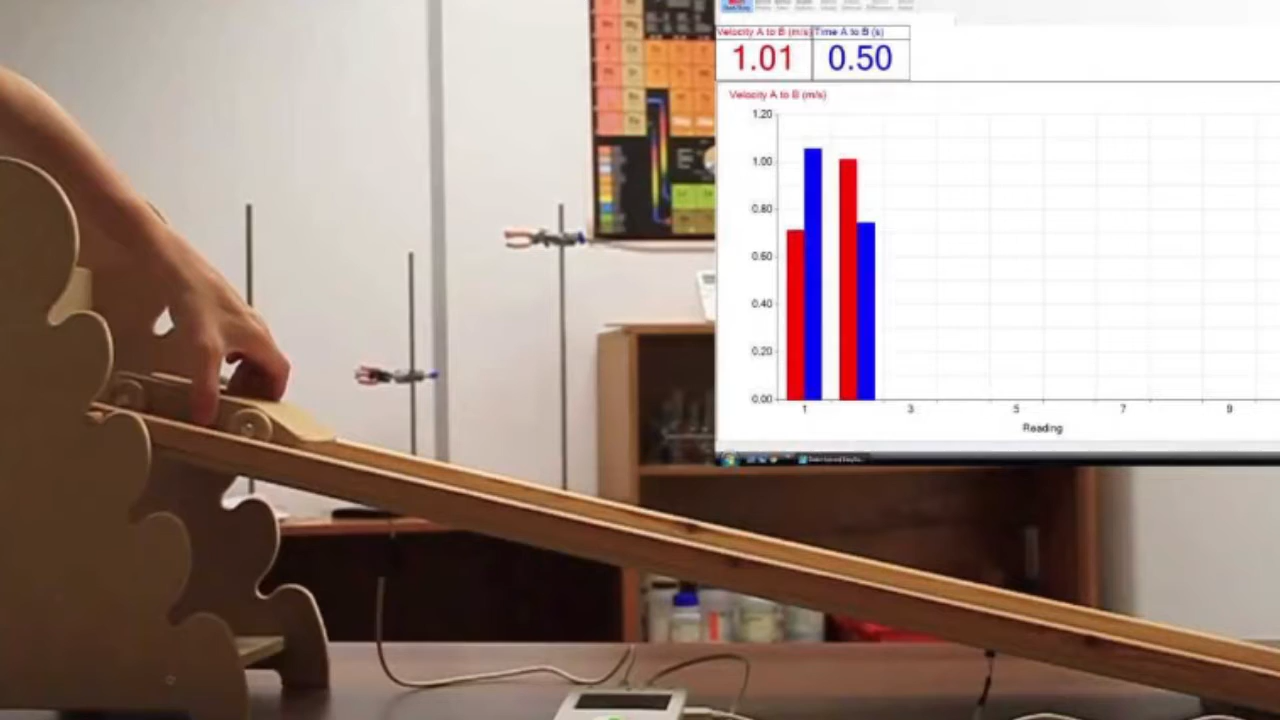 Velocity A to B (m/s) Time A to B (s)
1.01 0.50
Velocity A to B (m/s)
1.20
1.00
0.80
0.60
0.40
0.20
0.00
1 3 5 7 9
Reading